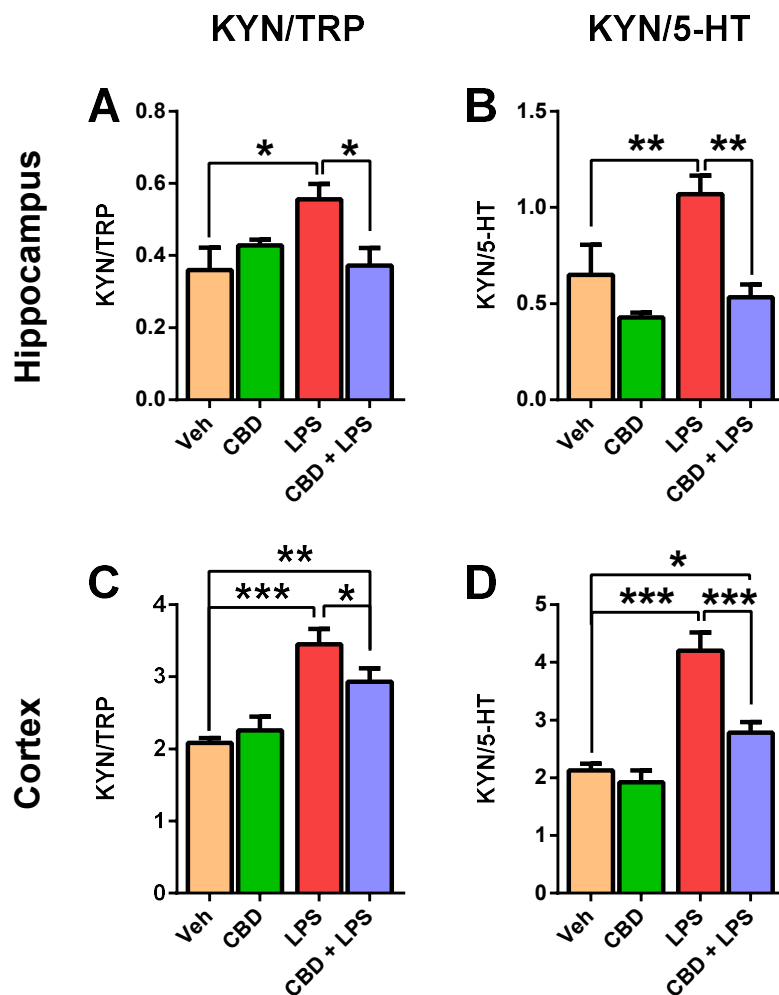 KYN/TRP
KYN/5-HT
Hippocampus
A
KYN/TRP
0.8
0.6
0.4
0.2
0.0
* *
Veh
CBD
LPS
CBD + LPS
B
KYN/5-HT
1.5
1.0
0.5
0.0
** **
Veh
CBD
LPS
CBD + LPS
Cortex
C
KYN/TRP
4
3
2
1
0
**
*** *
Veh
CBD
LPS
CBD + LPS
D
KYN/5-HT
5
4
3
2
1
0
*
*** ***
Veh
CBD
LPS
CBD + LPS